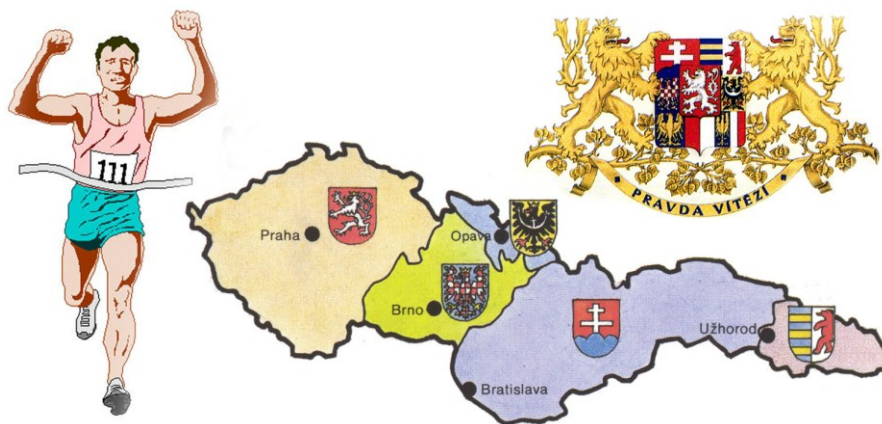 111
PRAVDA VÍTĚZÍ
Praha
Opava
Brno
Užhorod
Bratislava